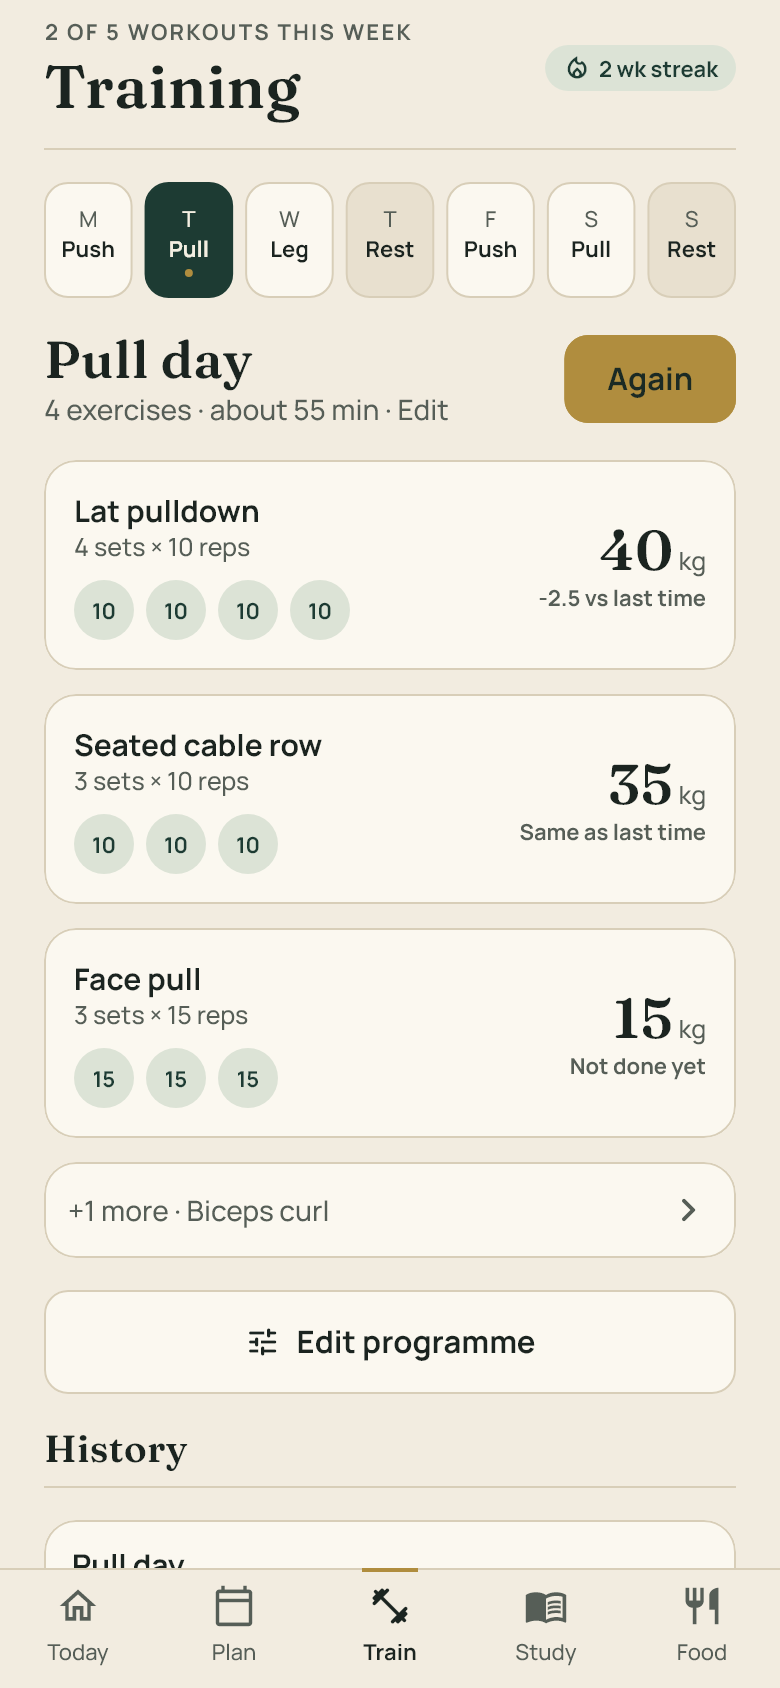 2 OF 5 WORKOUTS THIS WEEK
Training
2 wk streak
M
Push
T
Pull
W
Leg
T
Rest
F
Push
S
Pull
S
Rest
Pull day
4 exercises · about 55 min · Edit
Again
Lat pulldown
4 sets × 10 reps
10 10 10 10
40 kg
-2.5 vs last time
Seated cable row
3 sets × 10 reps
10 10 10
35 kg
Same as last time
Face pull
3 sets × 15 reps
15 15 15
15 kg
Not done yet
+1 more · Biceps curl
Edit programme
History
Pull day
Today
Plan
Train
Study
Food